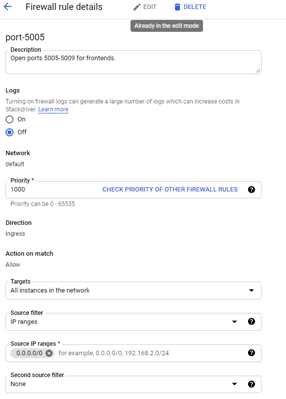 Firewall rule details
EDIT
DELETE
Already in the edit mode
port-5005
Description
Open ports 5005-5009 for frontends.
Logs
Turning on firewall logs can generate a large number of logs which can increase costs in
Stackdriver. Learn more
On
Off
Network
default
Priority *
1000
CHECK PRIORITY OF OTHER FIREWALL RULES
Priority can be 0 - 65535
Direction
Ingress
Action on match
Allow
Targets
All instances in the network
Source filter
IP ranges
Source IP ranges *
0.0.0.0/0
for example, 0.0.0.0/0, 192.168.2.0/24
Second source filter
None